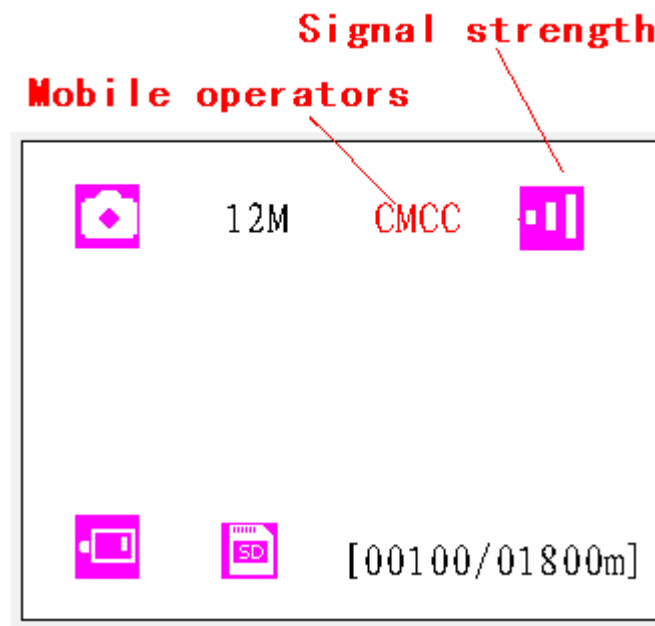 Signal strength
Mobile operators
12M CMCC
SD [00100/01800m]